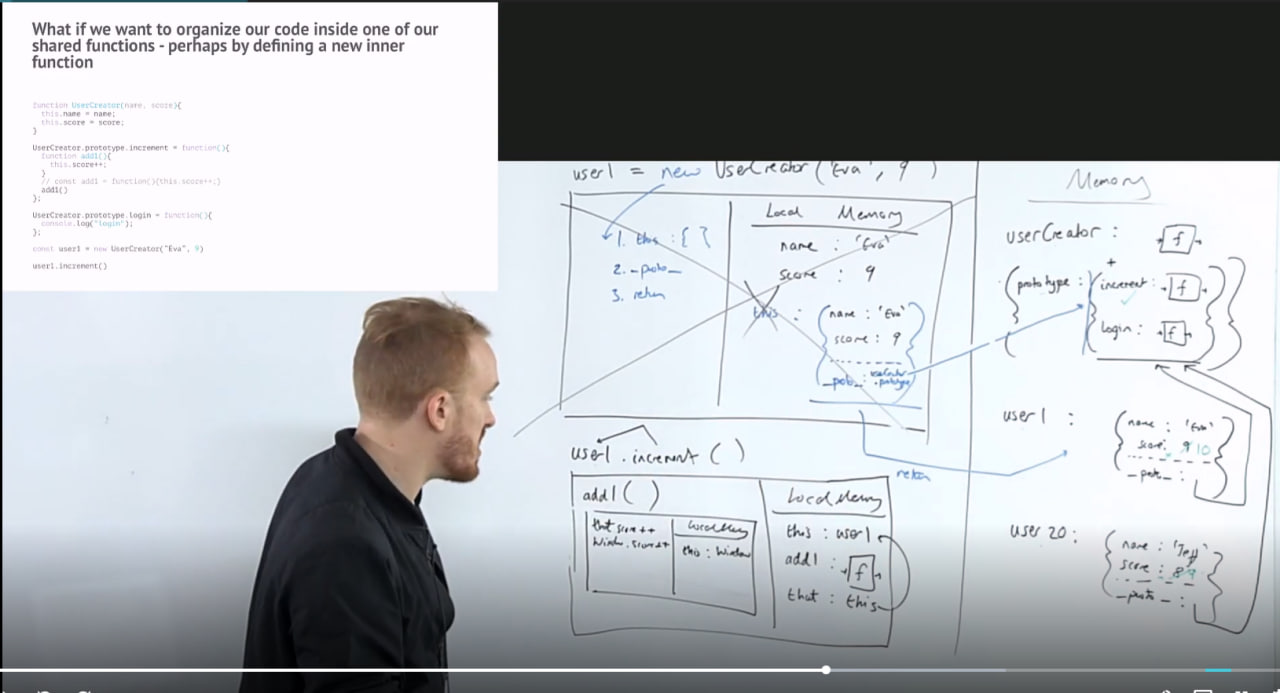 What if we want to organize our code inside one of our
shared functions - perhaps by defining a new inner
function
function UserCreator(name, score){
this.name = name;
this.score = score;
}
UserCreator.prototype.increment = function(){
function add1(){
this.score++;
}
// const add1 = function(){this.score++;}
add1()
};
UserCreator.prototype.login = function(){
console.log("login");
};
const user1 = new UserCreator("Eva", 9)
user1.increment()
user1 = new UserCreator('Eva', 9)
1. this : { }
2. -proto_
3. return
Local Memory
name : 'Eva'
score : 9
this :
name : 'Eva'
score : 9
userCreator
.prototype
return
user1.increment()
add1()
that score++
Window.score++
Local Mem
this : Window
Local Memory
this : user1
add1 : f
that : this
Memory
userCreator : f
{prototype : { increment : f
login : f
user1 :
name : 'Eva'
score : 9 10
user 20 :
name : 'Jeff'
score : 8 9
_proto_ :